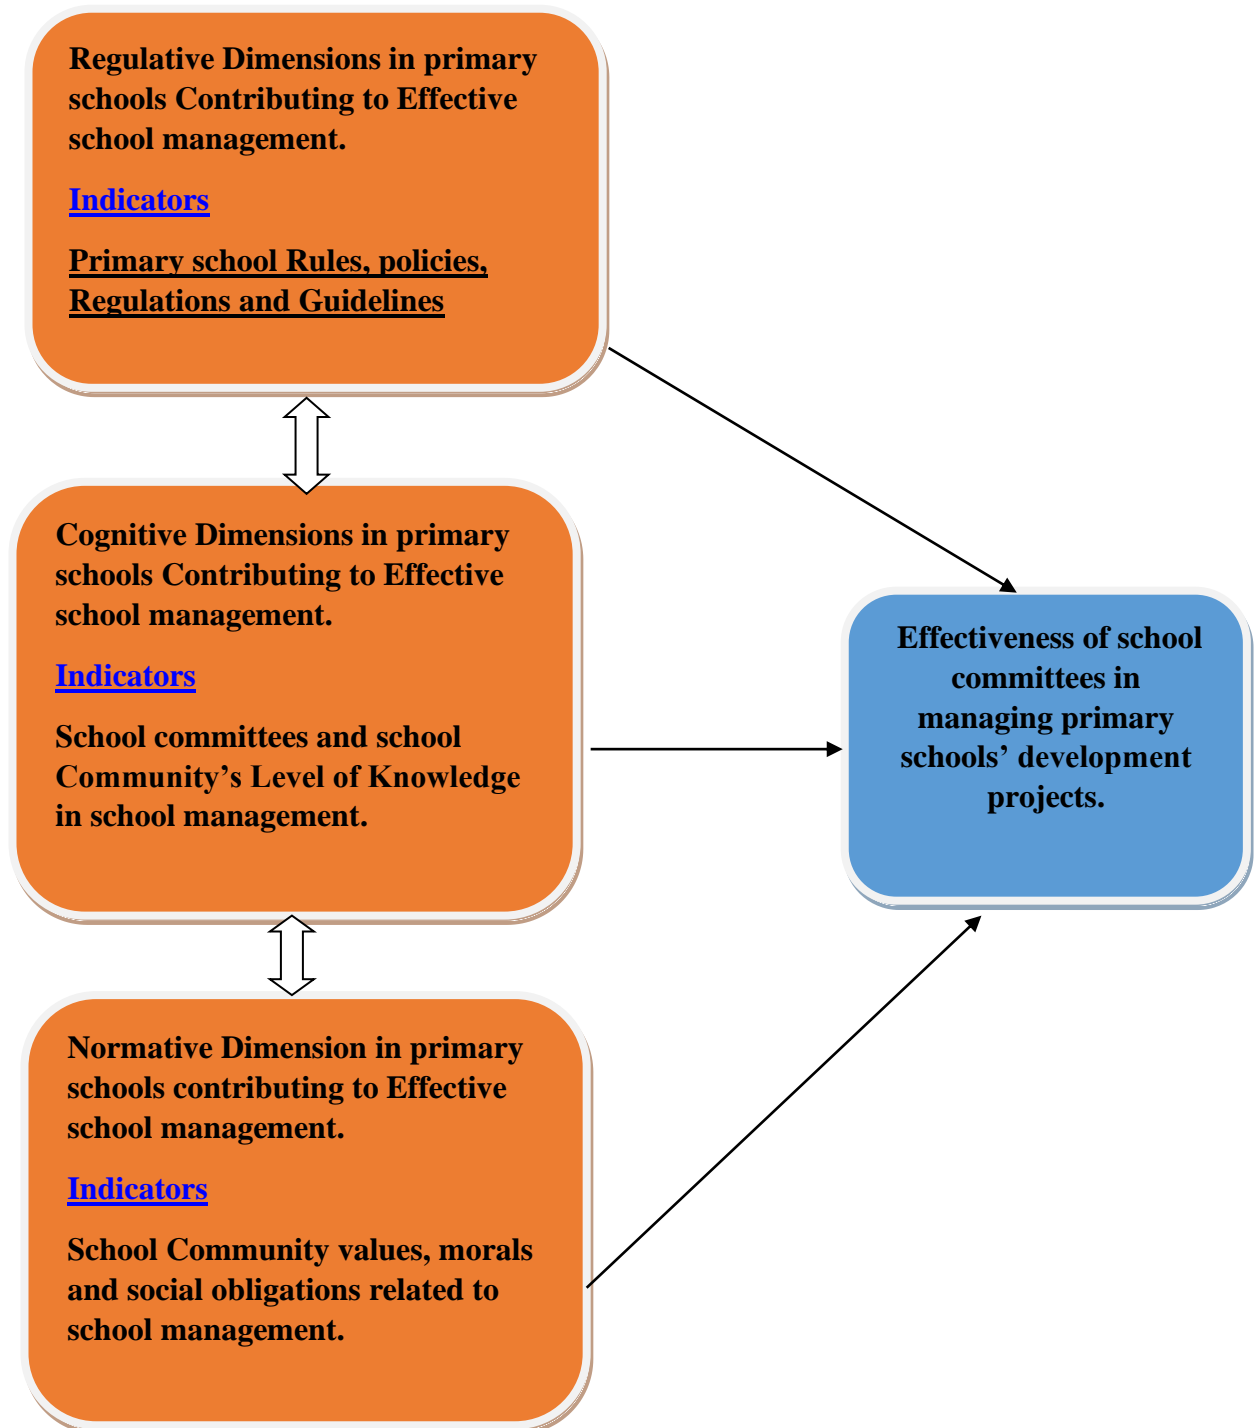 Regulative Dimensions in primary
schools Contributing to Effective
school management.
Indicators
Primary school Rules, policies,
Regulations and Guidelines
Cognitive Dimensions in primary
schools Contributing to Effective
school management.
Indicators
School committees and school
Community’s Level of Knowledge
in school management.
Effectiveness of school
committees in
managing primary
schools’ development
projects.
Normative Dimension in primary
schools contributing to Effective
school management.
Indicators
School Community values, morals
and social obligations related to
school management.